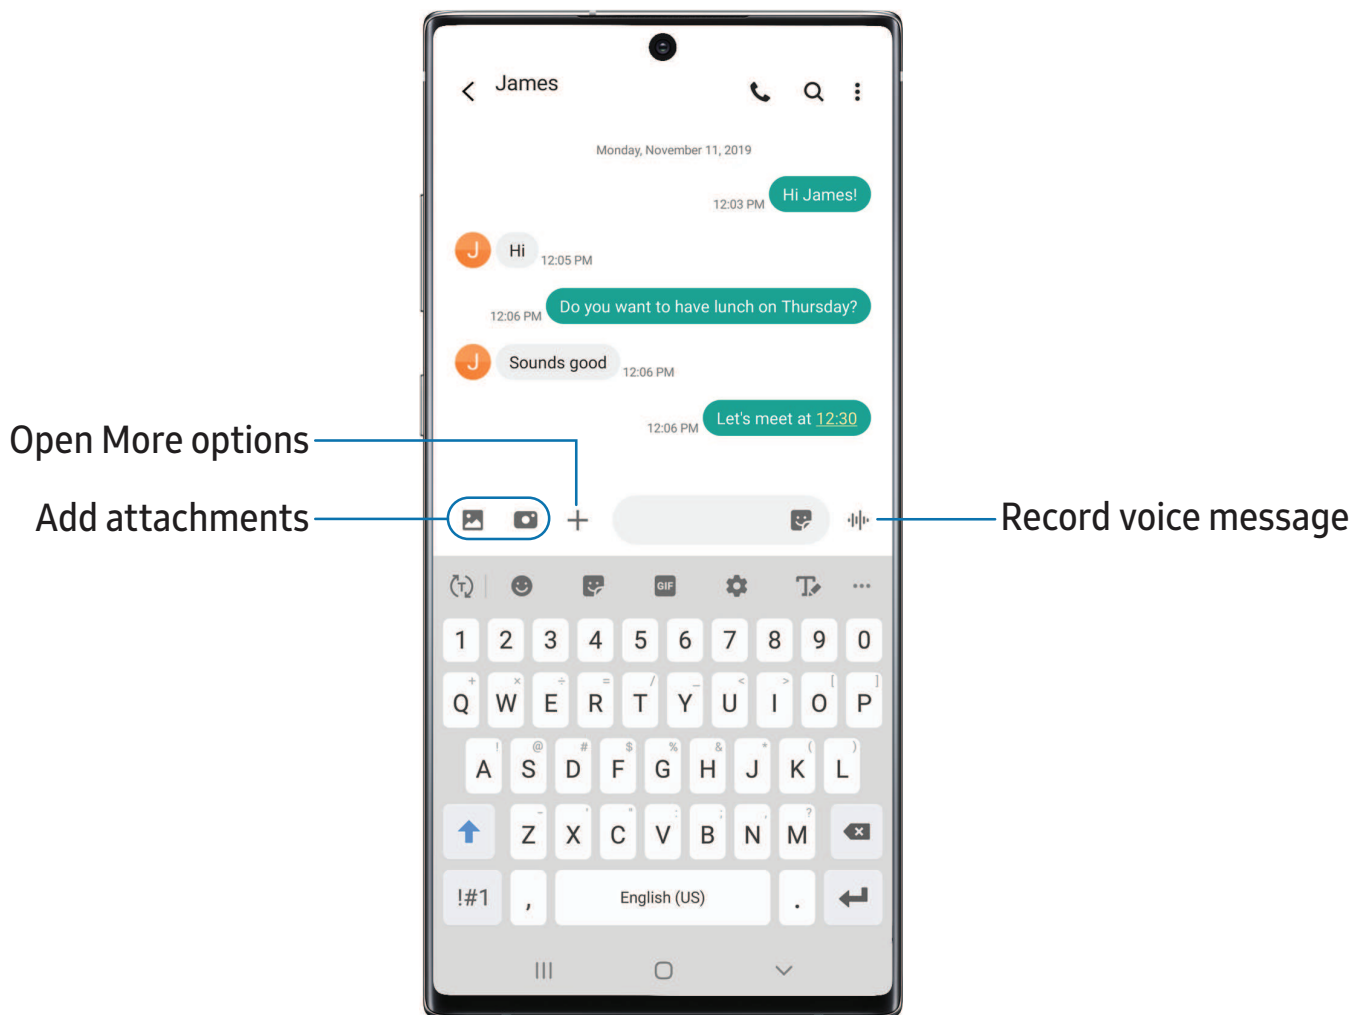 James
Monday, November 11, 2019
12:03 PM Hi James!
J Hi 12:05 PM
12:06 PM Do you want to have lunch on Thursday?
J Sounds good 12:06 PM
12:06 PM Let's meet at 12:30
Open More options
Add attachments
Record voice message
T GIF T
1 2 3 4 5 6 7 8 9 0
+ × ÷ = / _ < > [ ]
Q W E R T Y U I O P
! @ # $ % & * ( )
A S D F G H J K L
- ' " : ; , ?
Z X C V B N M
!#1 , English (US) .